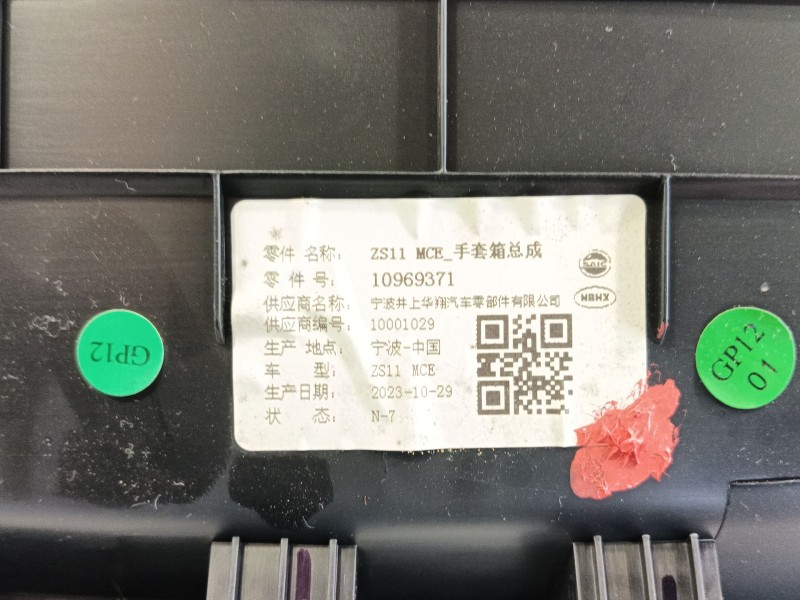 零件 名称： ZS11 MCE_手套箱总成
零 件 号： 10969371
供应商名称： 宁波井上华翔汽车零部件有限公司
供应商编号： 10001029
生产 地点： 宁波-中国
车 型： ZS11 MCE
生产日期： 2023-10-29
状 态： N-7
SAIC
NBHX
GP12
GP12
01